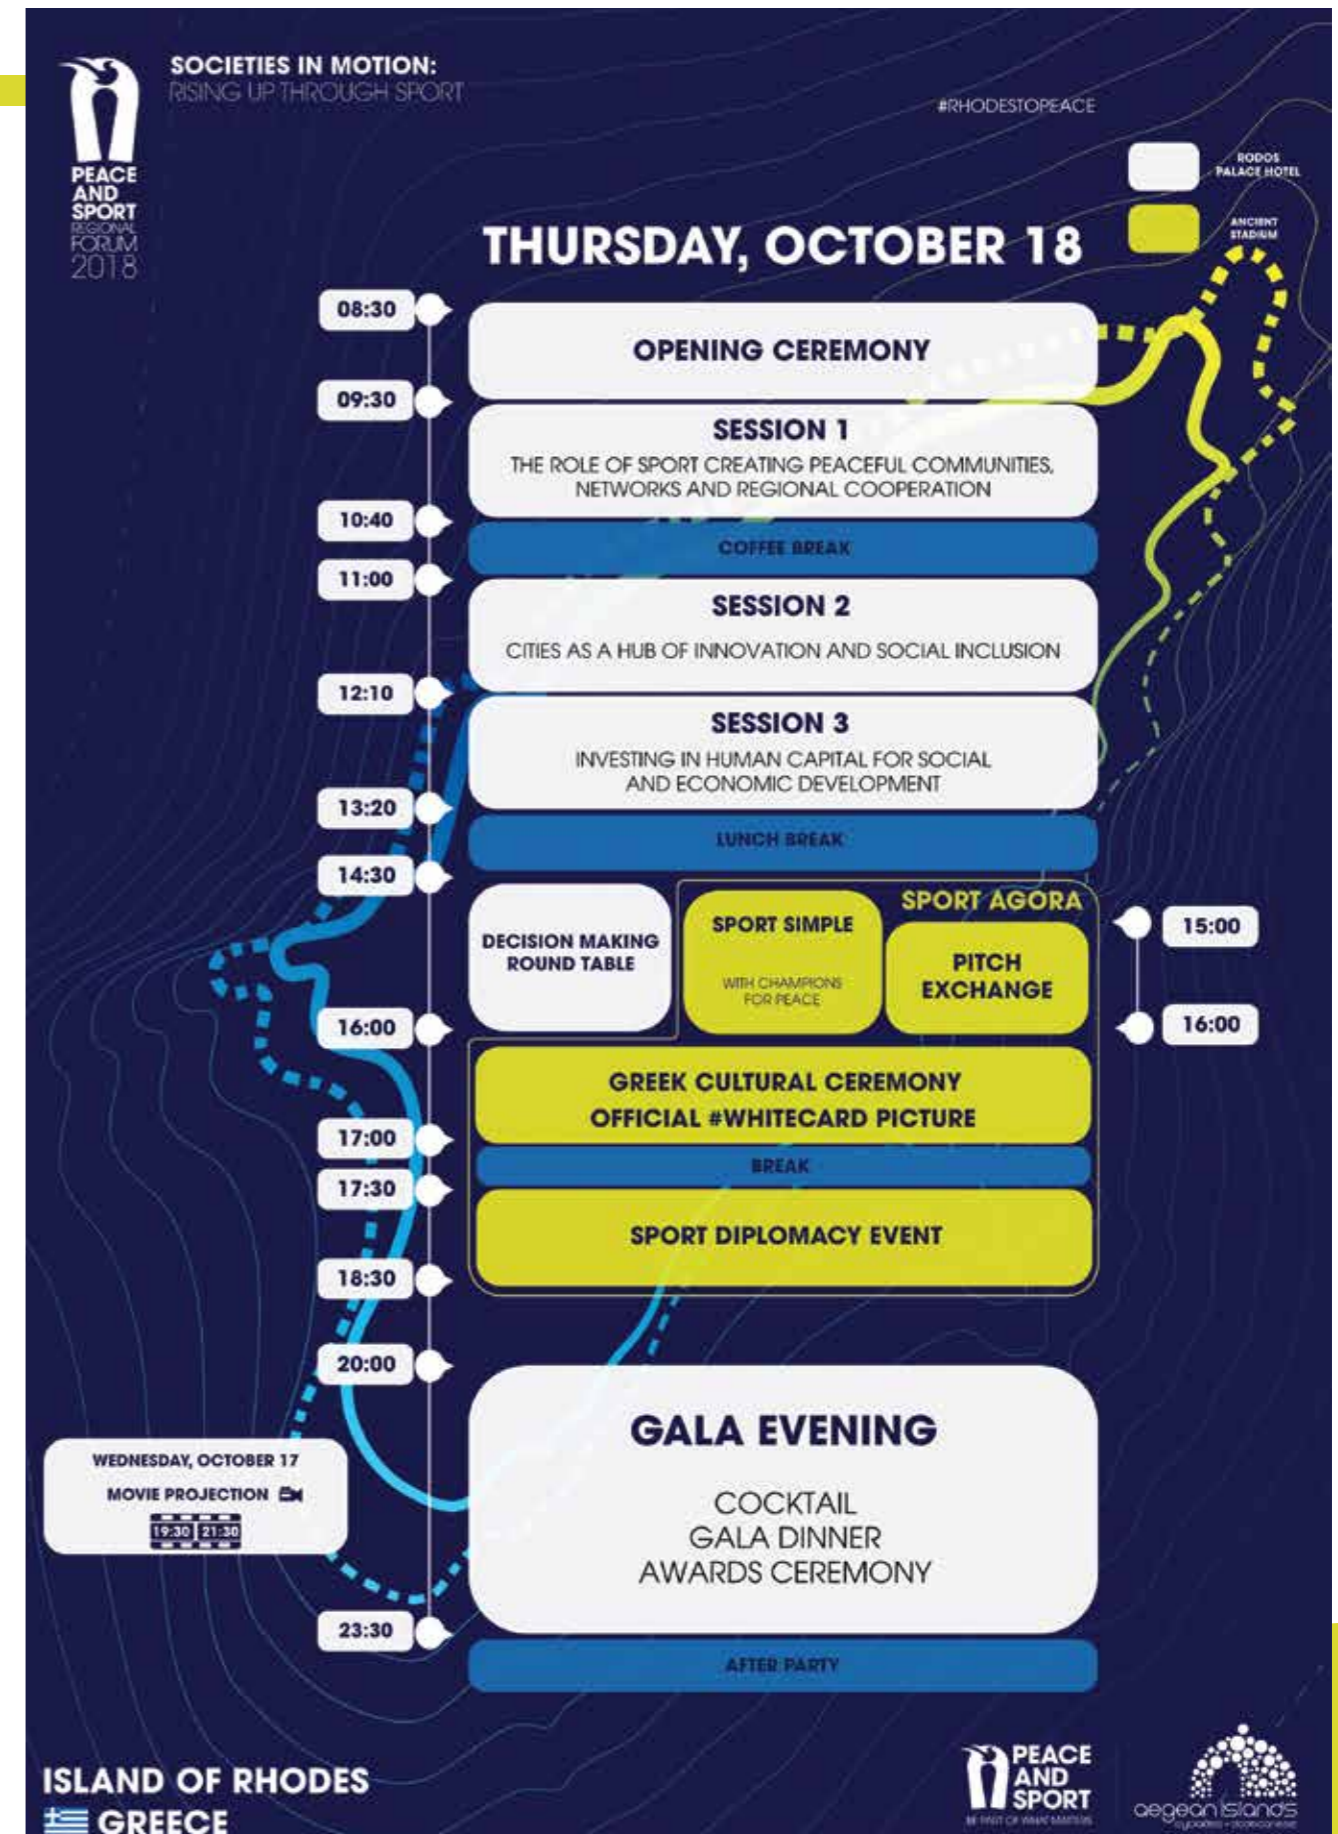 SOCIETIES IN MOTION:
RISING UP THROUGH SPORT
#RHODESTOPEACE
PEACE
AND
SPORT
REGIONAL
FORUM
2018
RODOS
PALACE HOTEL
ANCIENT
STADIUM
THURSDAY, OCTOBER 18
08:30
OPENING CEREMONY
09:30
SESSION 1
THE ROLE OF SPORT CREATING PEACEFUL COMMUNITIES,
NETWORKS AND REGIONAL COOPERATION
10:40
COFFEE BREAK
11:00
SESSION 2
CITIES AS A HUB OF INNOVATION AND SOCIAL INCLUSION
12:10
SESSION 3
INVESTING IN HUMAN CAPITAL FOR SOCIAL
AND ECONOMIC DEVELOPMENT
13:20
LUNCH BREAK
14:30
DECISION MAKING
ROUND TABLE
SPORT SIMPLE
WITH CHAMPIONS
FOR PEACE
SPORT AGORA
PITCH
EXCHANGE
15:00
16:00
16:00
GREEK CULTURAL CEREMONY
OFFICIAL #WHITECARD PICTURE
17:00
BREAK
17:30
SPORT DIPLOMACY EVENT
18:30
20:00
GALA EVENING
COCKTAIL
GALA DINNER
AWARDS CEREMONY
WEDNESDAY, OCTOBER 17
MOVIE PROJECTION
19:30 21:30
23:30
AFTER PARTY
ISLAND OF RHODES
GREECE
PEACE
AND
SPORT
BE PART OF WHAT MATTERS
aegean islands
cyclades - dodecanese